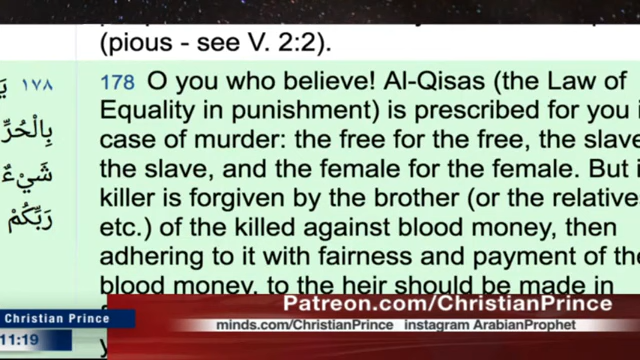 (pious - see V. 2:2).
178 O you who believe! Al-Qisas (the Law of
Equality in punishment) is prescribed for you i
case of murder: the free for the free, the slave
the slave, and the female for the female. But i
killer is forgiven by the brother (or the relative
etc.) of the killed against blood money, then
adhering to it with fairness and payment of the
blood money, to the heir should be made in
١٧٨
بِالْحُرِّ
شَيْءٌ
رَبِّكُمْ
Patreon.com/ChristianPrince
Christian Prince
minds.com/ChristianPrince instagram ArabianProphet
11:19